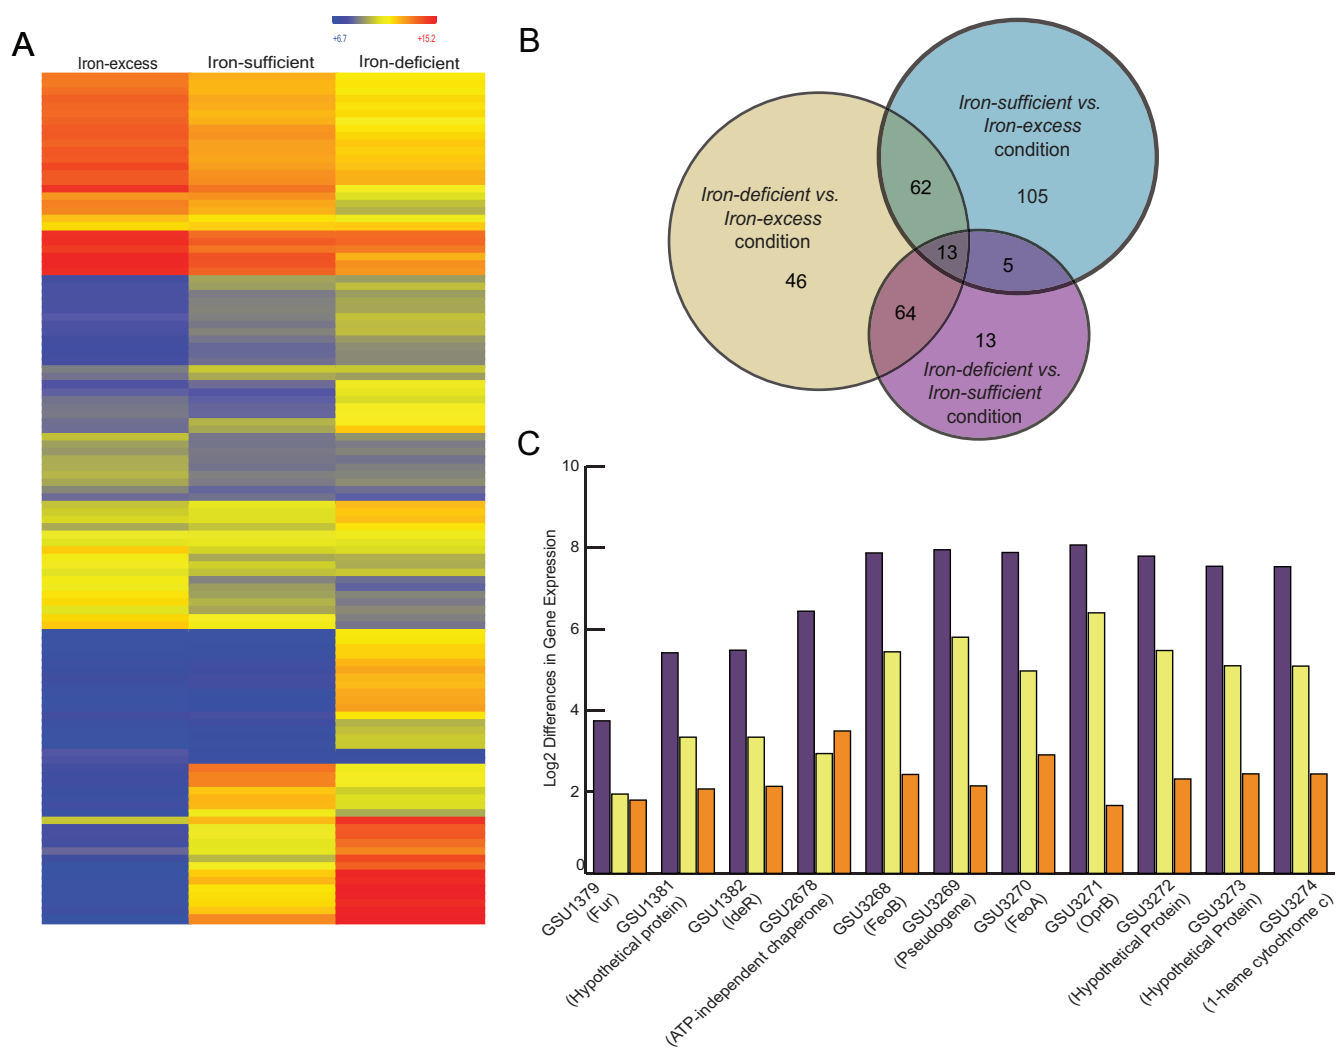 A
+6.7
+15.2
Iron-excess
Iron-sufficient
Iron-deficient
B
Iron-sufficient vs.
Iron-excess
condition
105
62
Iron-deficient vs.
Iron-excess
condition
46
13
5
64
13
Iron-deficient vs.
Iron-sufficient
condition
C
Log2 Differences in Gene Expression
10
8
6
4
2
0
GSU1379
(Fur)
GSU1381
(Hypothetical protein)
GSU1382
(IdeR)
GSU2678
(ATP-independent chaperone)
GSU3268
(FeoB)
GSU3269
(Pseudogene)
GSU3270
(FeoA)
GSU3271
(OprB)
GSU3272
(Hypothetical Protein)
GSU3273
(Hypothetical Protein)
GSU3274
(1-heme cytochrome c)